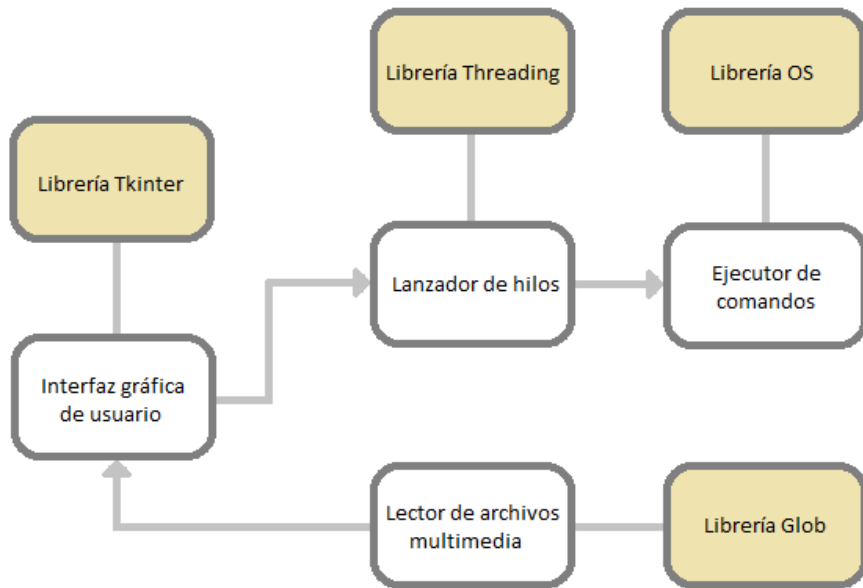 Librería Threading
Librería OS
Librería Tkinter
Lanzador de hilos
Ejecutor de
comandos
Interfaz gráfica
de usuario
Lector de archivos
multimedia
Librería Glob